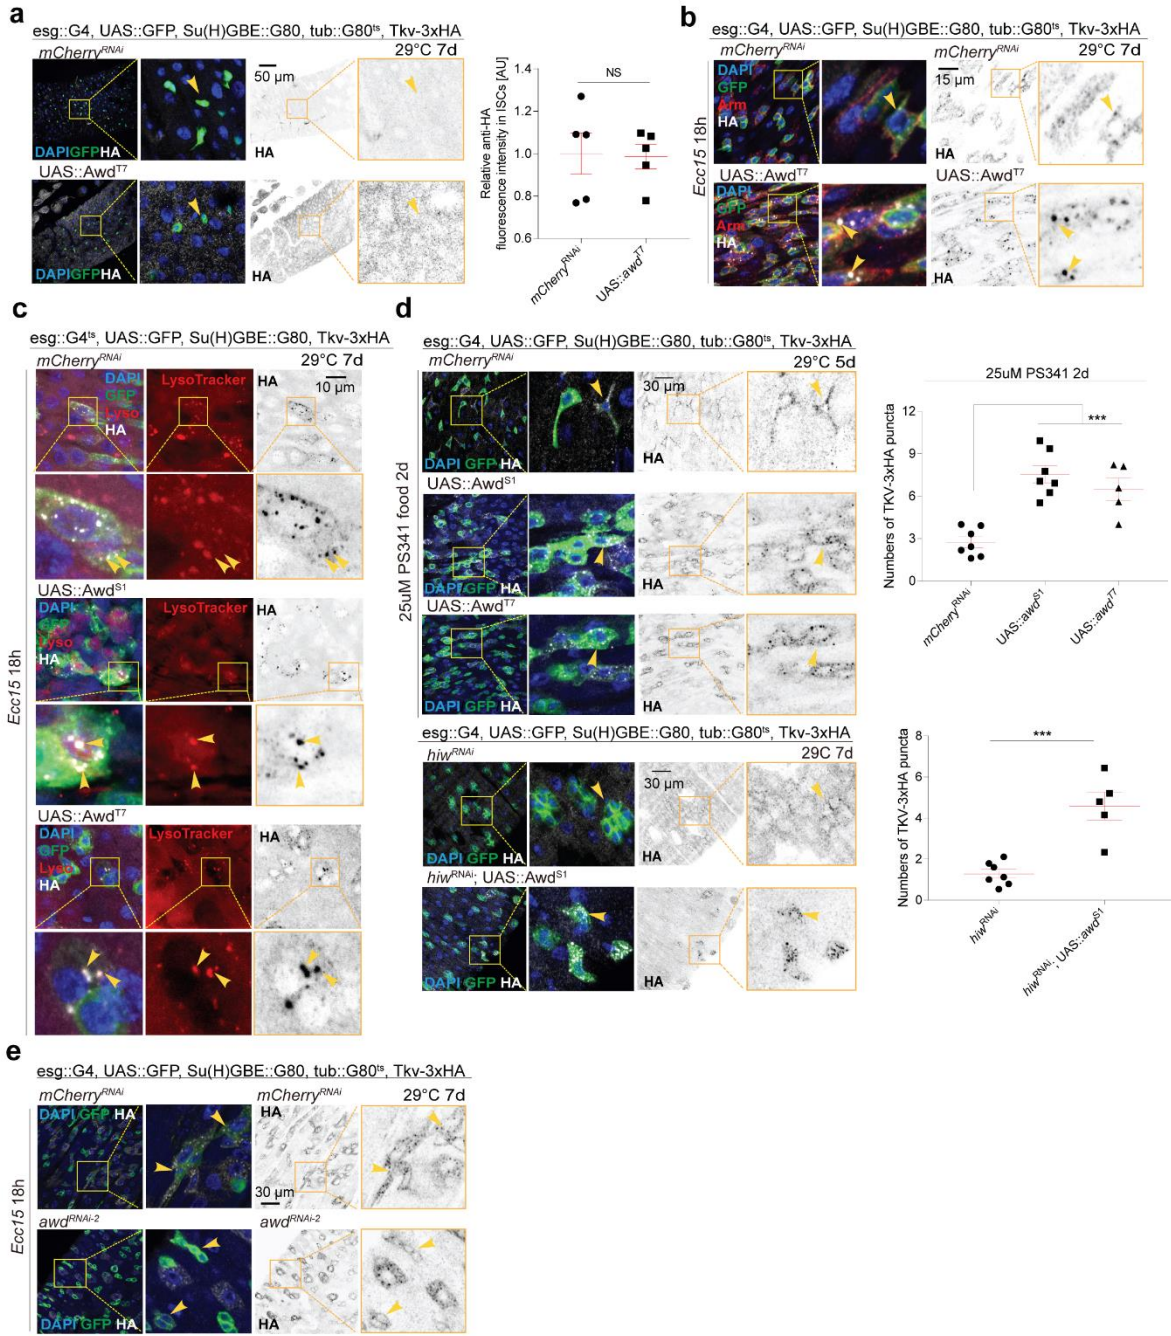 a
esg::G4, UAS::GFP, Su(H)GBE::G80, tub::G80ts, Tkv-3xHA
mCherryRNAi
29°C 7d
50 µm
DAPIGFPHA
HA
UAS::AwdT7
DAPIGFPHA
HA
Relative anti-HA
fluorescence intensity in ISCs [AU]
1.4
1.2
1.0
0.8
0.6
NS
mCherryRNAi
UAS::awdT7
b
esg::G4, UAS::GFP, Su(H)GBE::G80, tub::G80ts, Tkv-3xHA
mCherryRNAi
mCherryRNAi
29°C 7d
Ecc15 18h
DAPI
GFP
Arm
HA
15 µm
HA
UAS::AwdT7
UAS::AwdT7
DAPI
GFP
Arm
HA
HA
c
esg::G4ts, UAS::GFP, Su(H)GBE::G80, Tkv-3xHA
mCherryRNAi
29°C 7d
Ecc15 18h
DAPI
GFP
Lyso
HA
LysoTracker
HA
10 µm
UAS::AwdS1
DAPI
GFP
Lyso
HA
LysoTracker
HA
UAS::AwdT7
DAPI
GFP
Lyso
HA
LysoTracker
HA
d
esg::G4, UAS::GFP, Su(H)GBE::G80, tub::G80ts, Tkv-3xHA
mCherryRNAi
29°C 5d
25uM PS341 food 2d
30 µm
DAPI GFP HA
HA
UAS::AwdS1
DAPI GFP HA
HA
UAS::AwdT7
DAPI GFP HA
HA
25uM PS341 2d
Numbers of TKV-3xHA puncta
12
9
6
3
0
***
mCherryRNAi
UAS::awdS1
UAS::awdT7
esg::G4, UAS::GFP, Su(H)GBE::G80, tub::G80ts, Tkv-3xHA
hiwRNAi
29C 7d
30 µm
DAPI GFP HA
HA
hiwRNAi; UAS::AwdS1
DAPI GFP HA
HA
Numbers of TKV-3xHA puncta
8
6
4
2
0
***
hiwRNAi
hiwRNAi; UAS::awdS1
e
esg::G4, UAS::GFP, Su(H)GBE::G80, tub::G80ts, Tkv-3xHA
mCherryRNAi
mCherryRNAi
29°C 7d
Ecc15 18h
DAPI GFP HA
HA
30 µm
awdRNAi-2
awdRNAi-2
DAPI GFP HA
HA